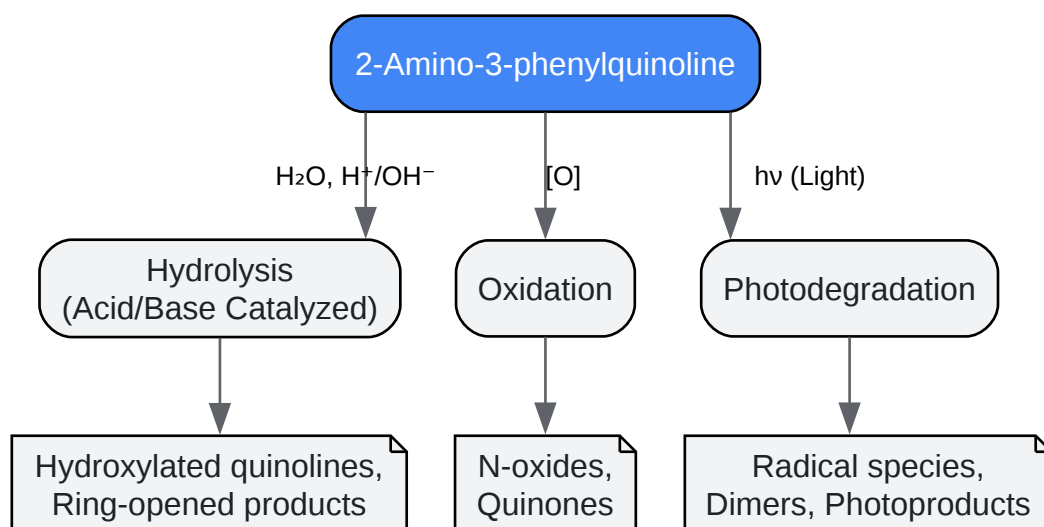 2-Amino-3-phenylquinoline
H₂O, H⁺/OH⁻
[O]
hν (Light)
Hydrolysis
(Acid/Base Catalyzed)
Oxidation
Photodegradation
Hydroxylated quinolines,
Ring-opened products
N-oxides,
Quinones
Radical species,
Dimers, Photoproducts